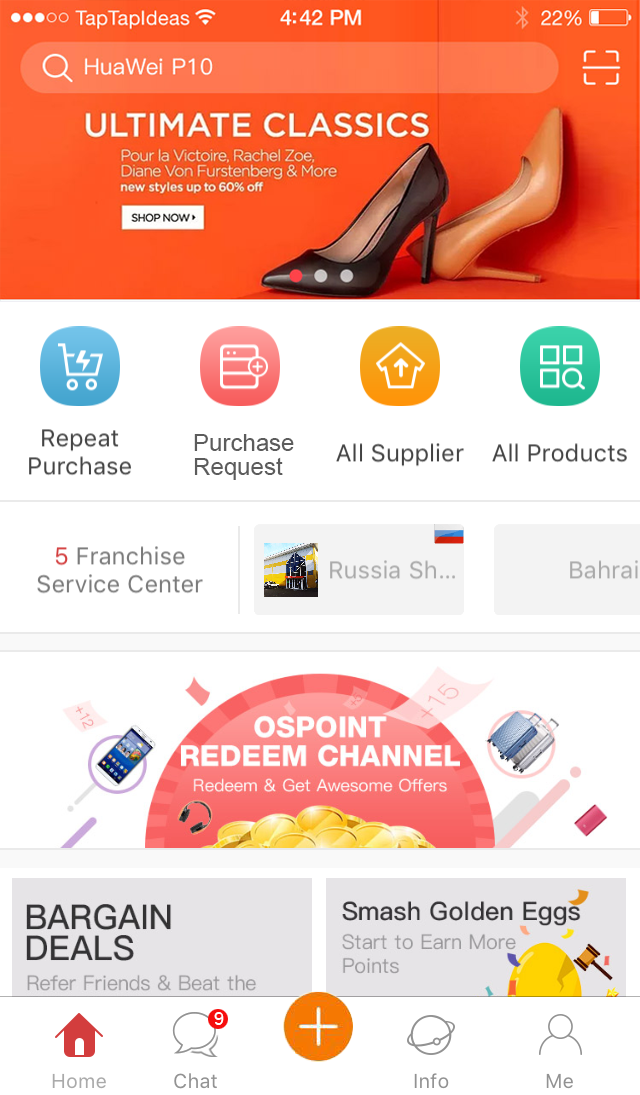 TapTapIdeas
4:42 PM
22%
HuaWei P10
ULTIMATE CLASSICS
Pour la Victoire, Rachel Zoe,
Diane Von Furstenberg & More
new styles up to 60% off
SHOP NOW
Repeat
Purchase
Purchase
Request
All Supplier
All Products
5 Franchise
Service Center
Russia Sh...
Bahrai
+12
+15
OSPOINT
REDEEM CHANNEL
Redeem & Get Awesome Offers
BARGAIN
DEALS
Refer Friends & Beat the
Smash Golden Eggs
Start to Earn More
Points
9
Home
Chat
Info
Me